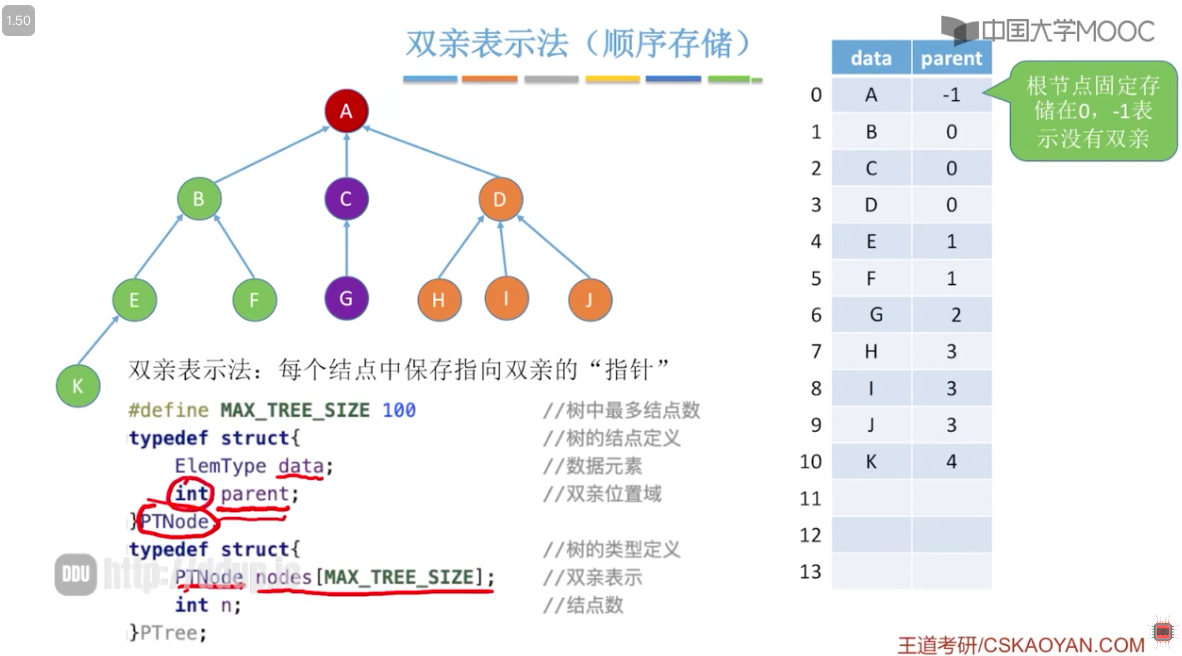 1.50
双亲表示法（顺序存储）
中国大学MOOC
data parent
0 A -1
1 B 0
2 C 0
3 D 0
4 E 1
5 F 1
6 G 2
7 H 3
8 I 3
9 J 3
10 K 4
11
12
13
根节点固定存
储在0，-1表
示没有双亲
A
B C D
E F G H I J
K
双亲表示法：每个结点中保存指向双亲的“指针”
#define MAX_TREE_SIZE 100 //树中最多结点数
typedef struct{ //树的结点定义
ElemType data; //数据元素
int parent; //双亲位置域
}PTNode
typedef struct{ //树的类型定义
PTNode nodes[MAX_TREE_SIZE]; //双亲表示
int n; //结点数
}PTree;
DDU
王道考研/CSKAOYAN.COM